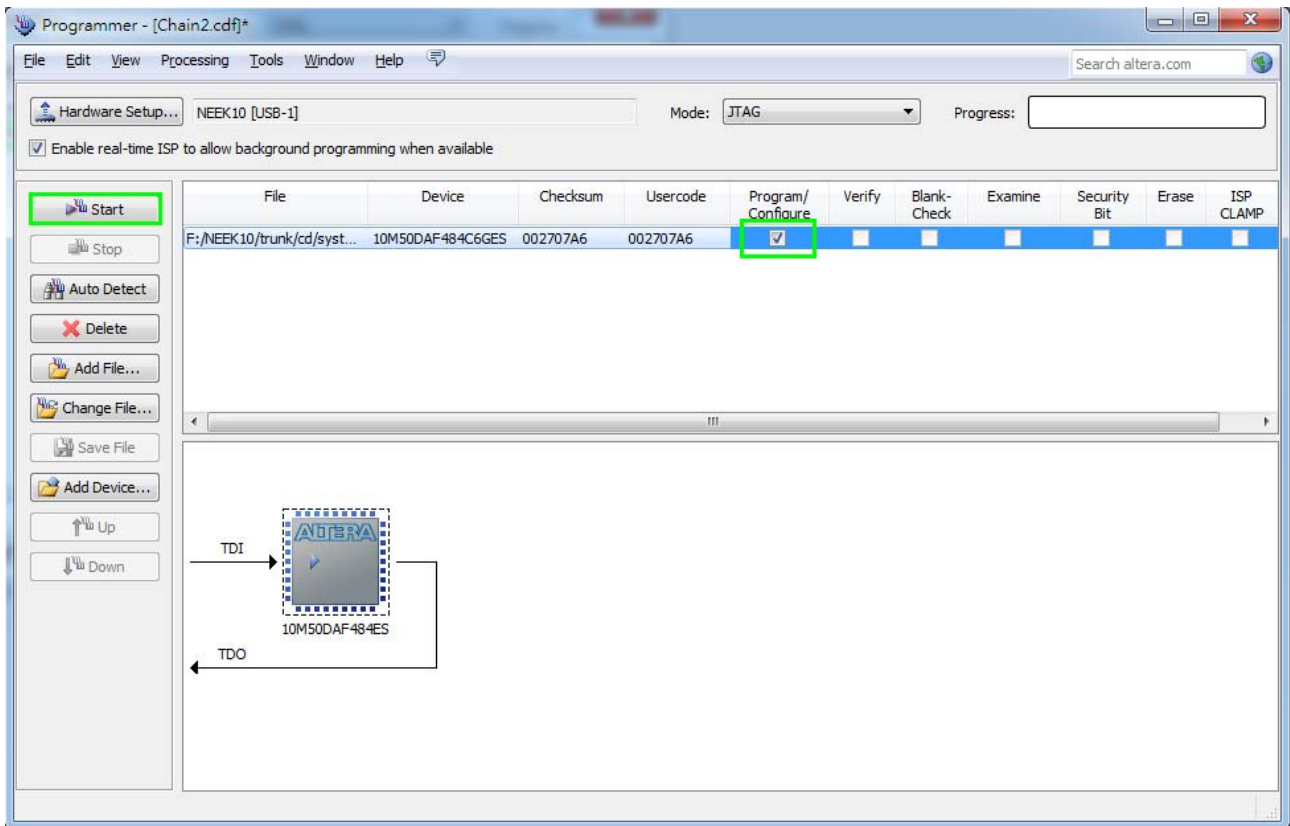 Programmer - [Chain2.cdf]*
File Edit View Processing Tools Window Help
Search altera.com
Hardware Setup... NEEK10 [USB-1] Mode: JTAG Progress:
Enable real-time ISP to allow background programming when available
File Device Checksum Usercode Program/ Configure Verify Blank- Check Examine Security Bit Erase ISP CLAMP
F:/NEEK10/trunk/cd/syst... 10M50DAF484C6GES 002707A6 002707A6
Start
Stop
Auto Detect
Delete
Add File...
Change File...
Save File
Add Device...
Up
Down
TDI
ALTERA
10M50DAF484ES
TDO